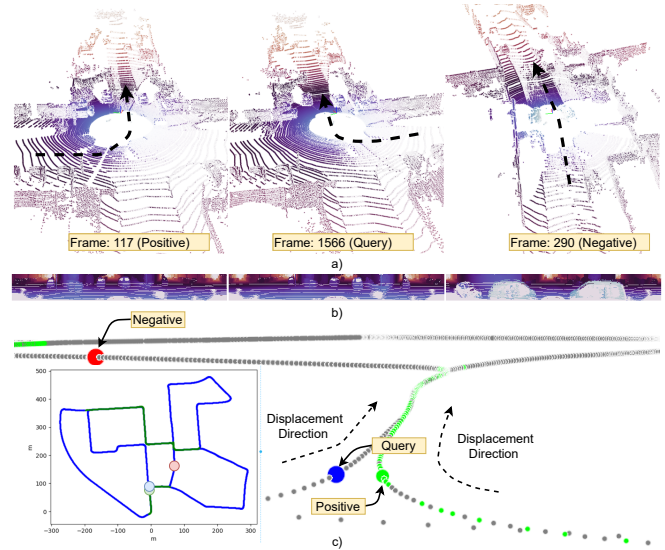 Frame: 117 (Positive)
Frame: 1566 (Query)
Frame: 290 (Negative)
a)
b)
Negative
500
400
300
200
100
0
m
−300
−200
−100
0
100
200
m
Displacement
Direction
Query
Displacement
Direction
Positive
c)